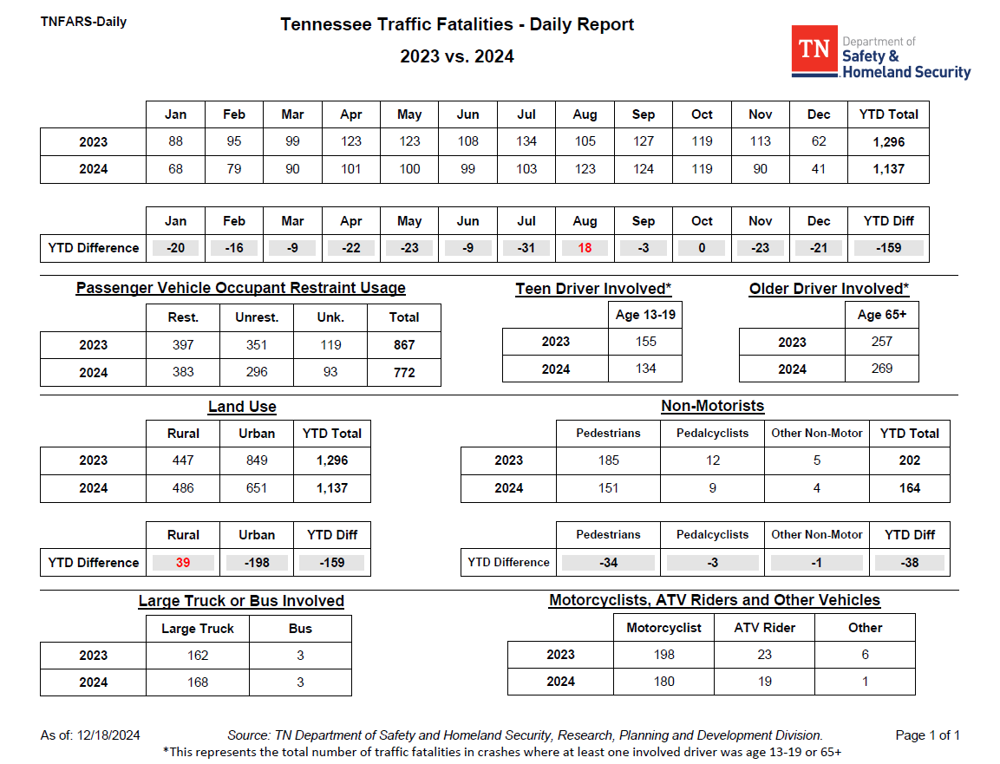 TNFARS-Daily
Tennessee Traffic Fatalities - Daily Report
2023 vs. 2024
TN
Department of
Safety &
Homeland Security
Jan Feb Mar Apr May Jun Jul Aug Sep Oct Nov Dec YTD Total
2023 88 95 99 123 123 108 134 105 127 119 113 62 1,296
2024 68 79 90 101 100 99 103 123 124 119 90 41 1,137
Jan Feb Mar Apr May Jun Jul Aug Sep Oct Nov Dec YTD Diff
YTD Difference -20 -16 -9 -22 -23 -9 -31 18 -3 0 -23 -21 -159
Passenger Vehicle Occupant Restraint Usage
Rest. Unrest. Unk. Total
2023 397 351 119 867
2024 383 296 93 772
Teen Driver Involved*
Age 13-19
2023 155
2024 134
Older Driver Involved*
Age 65+
2023 257
2024 269
Land Use
Rural Urban YTD Total
2023 447 849 1,296
2024 486 651 1,137
Rural Urban YTD Diff
YTD Difference 39 -198 -159
Non-Motorists
Pedestrians Pedalcyclists Other Non-Motor YTD Total
2023 185 12 5 202
2024 151 9 4 164
Pedestrians Pedalcyclists Other Non-Motor YTD Diff
YTD Difference -34 -3 -1 -38
Large Truck or Bus Involved
Large Truck Bus
2023 162 3
2024 168 3
Motorcyclists, ATV Riders and Other Vehicles
Motorcyclist ATV Rider Other
2023 198 23 6
2024 180 19 1
As of: 12/18/2024 Source: TN Department of Safety and Homeland Security, Research, Planning and Development Division. Page 1 of 1
*This represents the total number of traffic fatalities in crashes where at least one involved driver was age 13-19 or 65+